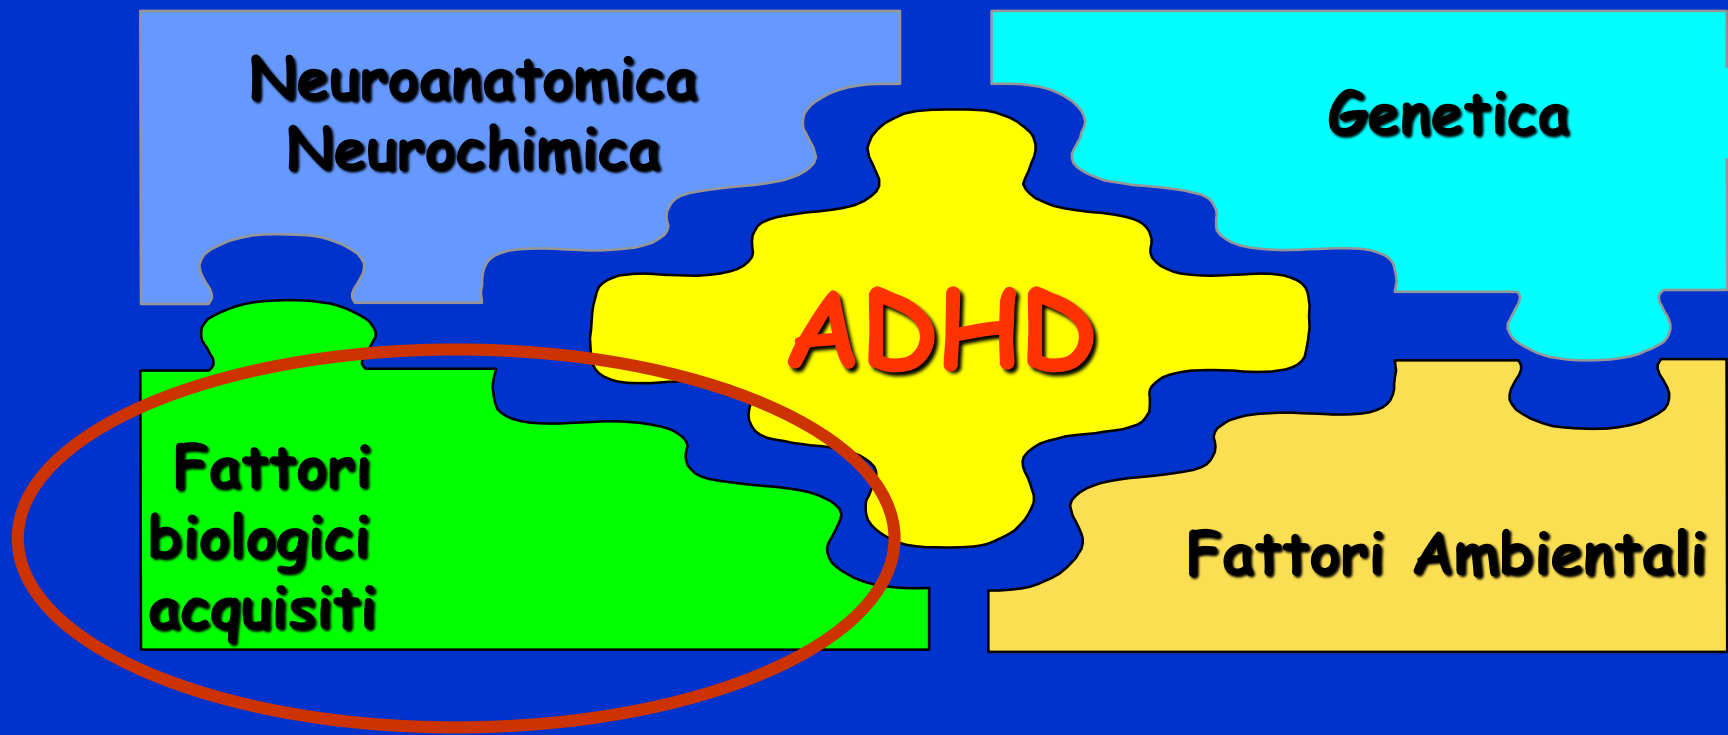 Neuroanatomica
Neurochimica
Genetica
ADHD
Fattori
biologici
acquisiti
Fattori Ambientali